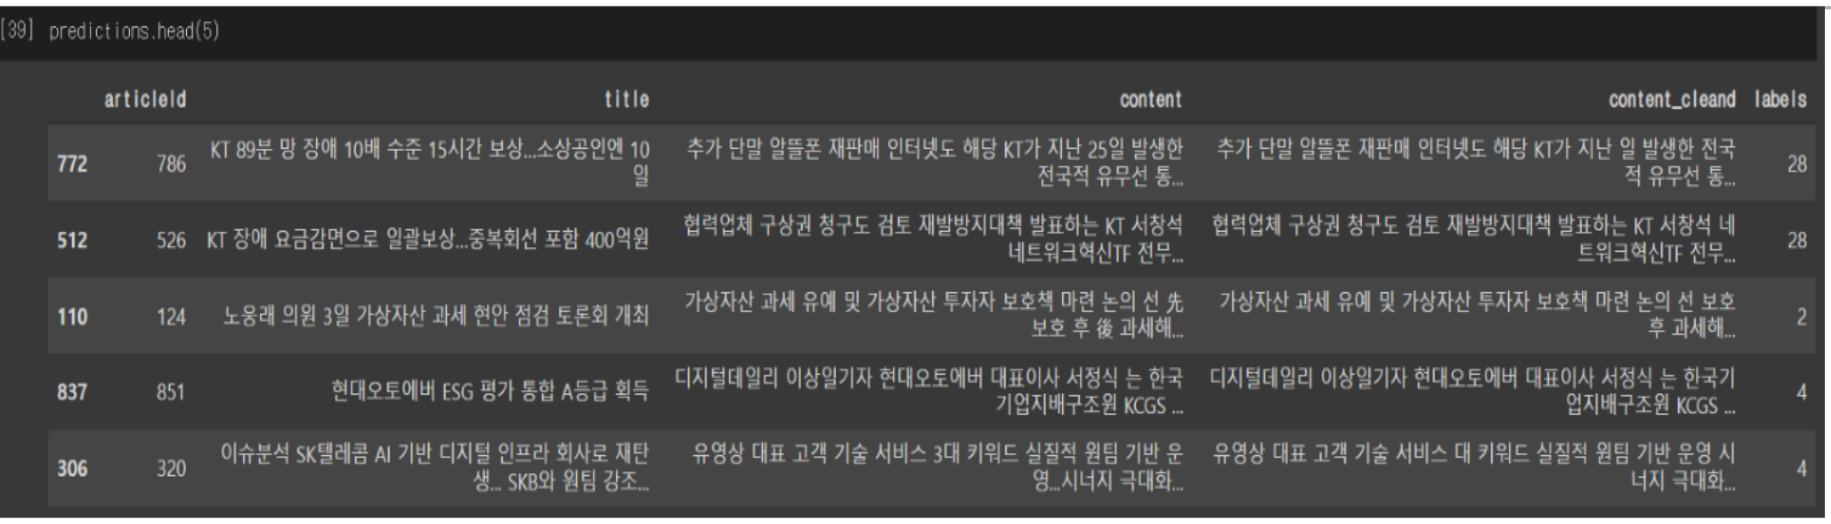 [39] predictions.head(5)
articleId title content content_cleand labels
772 786 KT 89분 망 장애 10배 수준 15시간 보상...소상공인엔 10일 추가 단말 알뜰폰 재판매 인터넷도 해당 KT가 지난 25일 발생한 전국적 유무선 통... 추가 단말 알뜰폰 재판매 인터넷도 해당 KT가 지난 일 발생한 전국적 유무선 통... 28
512 526 KT 장애 요금감면으로 일괄보상...중복회선 포함 400억원 협력업체 구상권 청구도 검토 재발방지대책 발표하는 KT 서창석 네트워크혁신TF 전무... 협력업체 구상권 청구도 검토 재발방지대책 발표하는 KT 서창석 네트워크혁신TF 전무... 28
110 124 노웅래 의원 3일 가상자산 과세 현안 점검 토론회 개최 가상자산 과세 유예 및 가상자산 투자자 보호책 마련 논의 선 先 보호 후 後 과세해... 가상자산 과세 유예 및 가상자산 투자자 보호책 마련 논의 선 보호 후 과세해... 2
837 851 현대오토에버 ESG 평가 통합 A등급 획득 디지털데일리 이상일기자 현대오토에버 대표이사 서정식 는 한국기업지배구조원 KCGS ... 디지털데일리 이상일기자 현대오토에버 대표이사 서정식 는 한국기업지배구조원 KCGS ... 4
306 320 이슈분석 SK텔레콤 AI 기반 디지털 인프라 회사로 재탄생... SKB와 원팀 강조... 유영상 대표 고객 기술 서비스 3대 키워드 실질적 원팀 기반 운영...시너지 극대화... 유영상 대표 고객 기술 서비스 대 키워드 실질적 원팀 기반 운영 시너지 극대화... 4